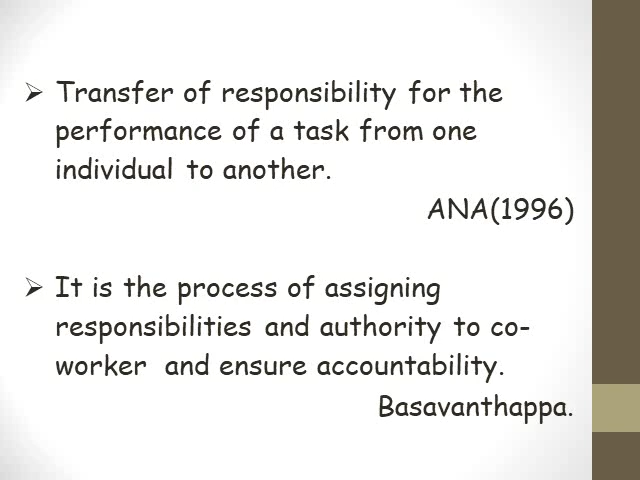 ➢ Transfer of responsibility for the
performance of a task from one
individual to another.
ANA(1996)
➢ It is the process of assigning
responsibilities and authority to co-
worker and ensure accountability.
Basavanthappa.